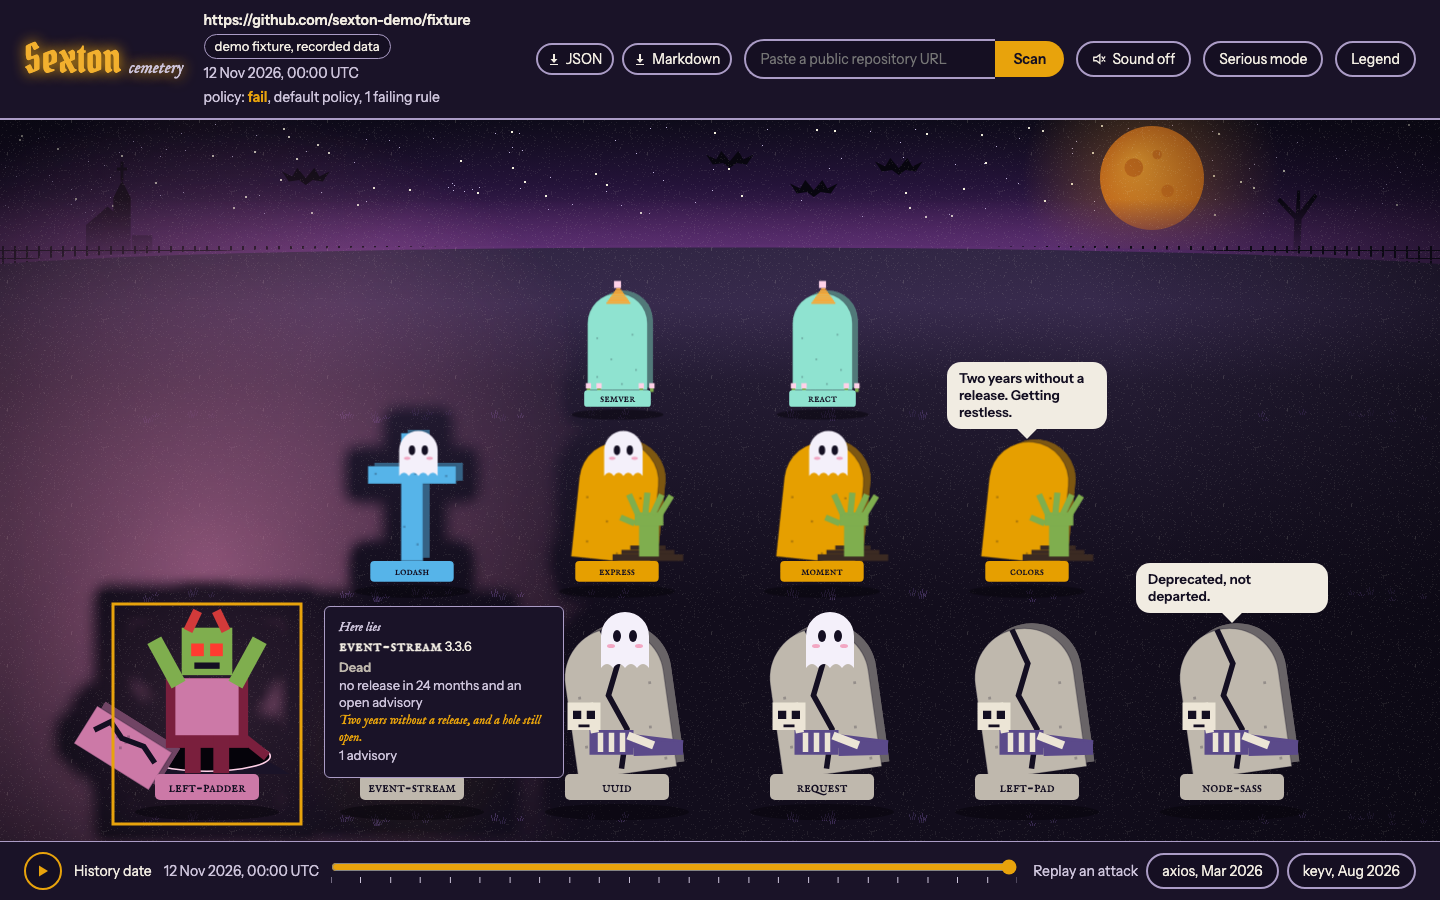 Sexton cemetery
https://github.com/sexton-demo/fixture
demo fixture, recorded data
12 Nov 2026, 00:00 UTC
policy: fail, default policy, 1 failing rule
JSON
Markdown
Paste a public repository URL
Scan
Sound off
Serious mode
Legend
SEMVER
REACT
Two years without a
release. Getting
restless.
LODASH
EXPRESS
MOMENT
COLORS
Deprecated, not
departed.
Here lies
EVENT-STREAM 3.3.6
Dead
no release in 24 months and an
open advisory
Two years without a release, and a hole still
open.
1 advisory
LEFT-PADDER
EVENT-STREAM
UUID
REQUEST
LEFT-PAD
NODE-SASS
History date
12 Nov 2026, 00:00 UTC
Replay an attack
axios, Mar 2026
keyv, Aug 2026